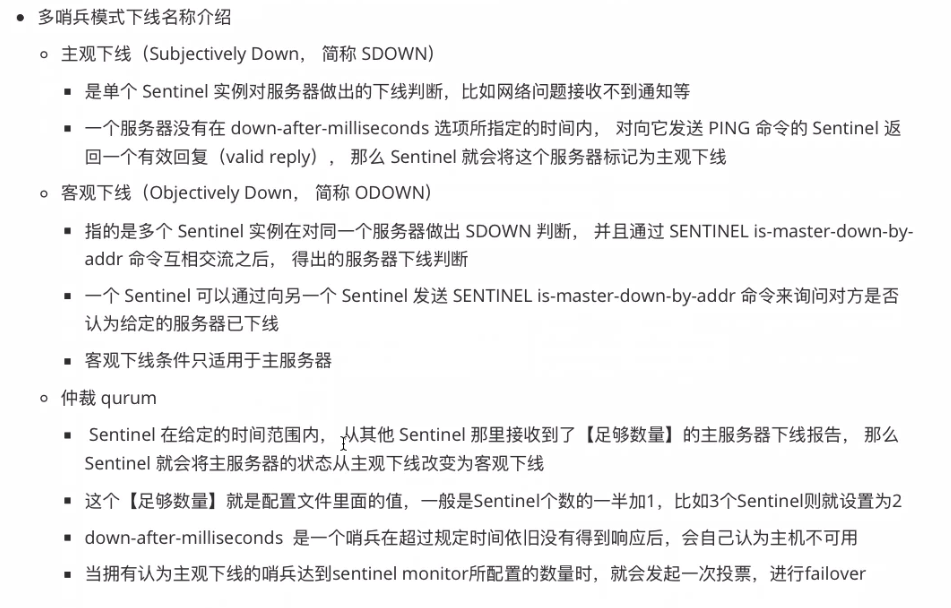 多哨兵模式下线名称介绍
主观下线（Subjectively Down， 简称 SDOWN）
是单个 Sentinel 实例对服务器做出的下线判断，比如网络问题接收不到通知等
一个服务器没有在 down-after-milliseconds 选项所指定的时间内， 对向它发送 PING 命令的 Sentinel 返
回一个有效回复（valid reply）， 那么 Sentinel 就会将这个服务器标记为主观下线
客观下线（Objectively Down， 简称 ODOWN）
指的是多个 Sentinel 实例在对同一个服务器做出 SDOWN 判断， 并且通过 SENTINEL is-master-down-by-
addr 命令互相交流之后， 得出的服务器下线判断
一个 Sentinel 可以通过向另一个 Sentinel 发送 SENTINEL is-master-down-by-addr 命令来询问对方是否
认为给定的服务器已下线
客观下线条件只适用于主服务器
仲裁 qurum
Sentinel 在给定的时间范围内， 从其他 Sentinel 那里接收到了【足够数量】的主服务器下线报告， 那么
Sentinel 就会将主服务器的状态从主观下线改变为客观下线
这个【足够数量】就是配置文件里面的值，一般是Sentinel个数的一半加1，比如3个Sentinel则就设置为2
down-after-milliseconds 是一个哨兵在超过规定时间依旧没有得到响应后，会自己认为主机不可用
当拥有认为主观下线的哨兵达到sentinel monitor所配置的数量时，就会发起一次投票，进行failover